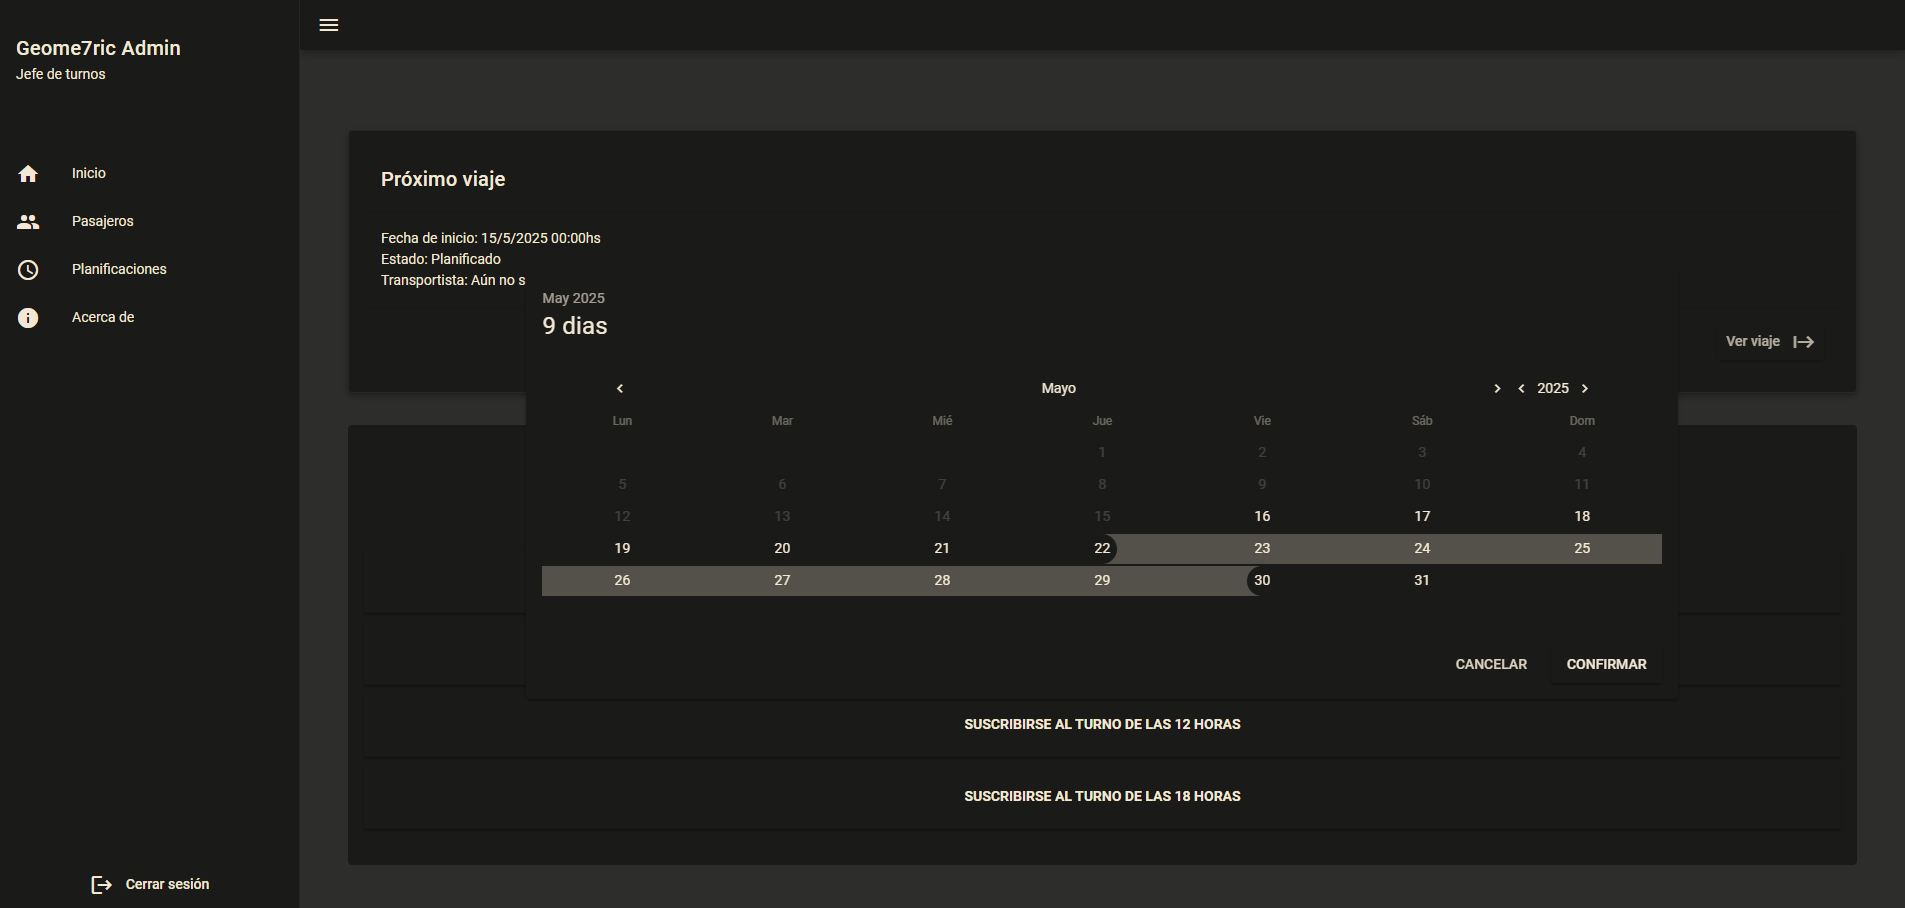 Geome7ric Admin
Jefe de turnos
Inicio
Pasajeros
Planificaciones
Acerca de
Cerrar sesión
Próximo viaje
Fecha de inicio: 15/5/2025 00:00hs
Estado: Planificado
Transportista: Aún no s
Ver viaje
May 2025
9 dias
Mayo 2025
Lun Mar Mié Jue Vie Sáb Dom
1 2 3 4
5 6 7 8 9 10 11
12 13 14 15 16 17 18
19 20 21 22 23 24 25
26 27 28 29 30 31
CANCELAR CONFIRMAR
SUSCRIBIRSE AL TURNO DE LAS 12 HORAS
SUSCRIBIRSE AL TURNO DE LAS 18 HORAS